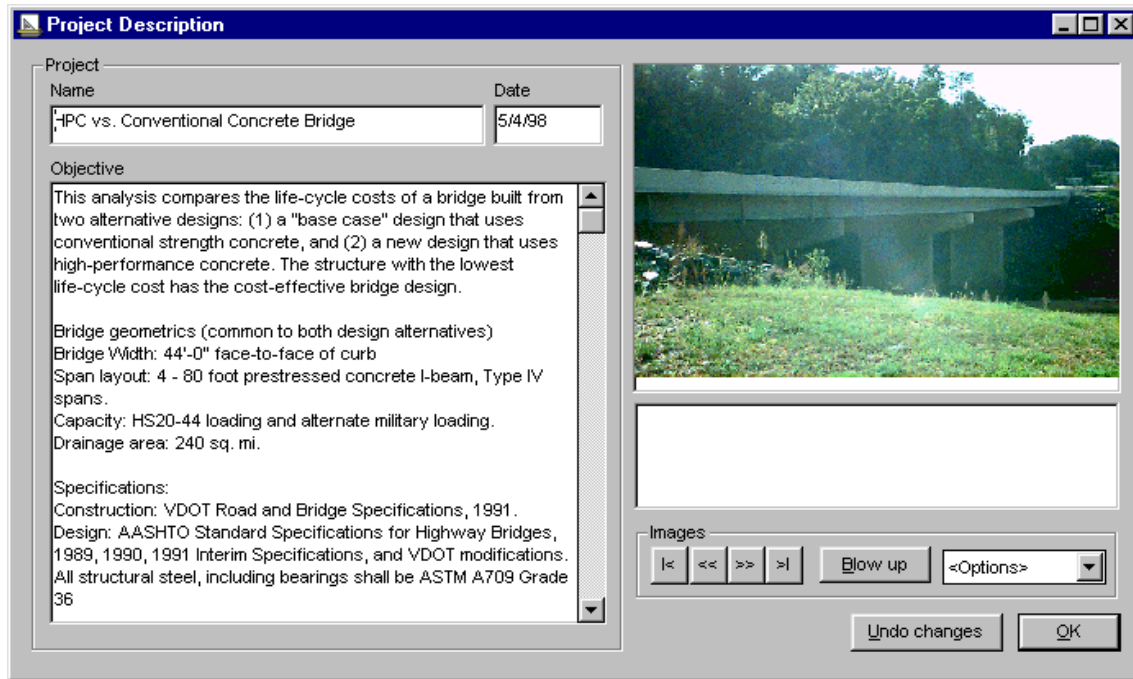 Project Description
Project
Name
Date
HPC vs. Conventional Concrete Bridge
5/4/98
Objective
This analysis compares the life-cycle costs of a bridge built from
two alternative designs: (1) a "base case" design that uses
conventional strength concrete, and (2) a new design that uses
high-performance concrete. The structure with the lowest
life-cycle cost has the cost-effective bridge design.
Bridge geometrics (common to both design alternatives)
Bridge Width: 44'-0" face-to-face of curb
Span layout: 4 - 80 foot prestressed concrete I-beam, Type IV
spans.
Capacity: HS20-44 loading and alternate military loading.
Drainage area: 240 sq. mi.
Specifications:
Construction: VDOT Road and Bridge Specifications, 1991.
Design: AASHTO Standard Specifications for Highway Bridges,
1989, 1990, 1991 Interim Specifications, and VDOT modifications.
All structural steel, including bearings shall be ASTM A709 Grade
36
Images
|<
<<
>>
>|
Blow up
<Options>
Undo changes
OK